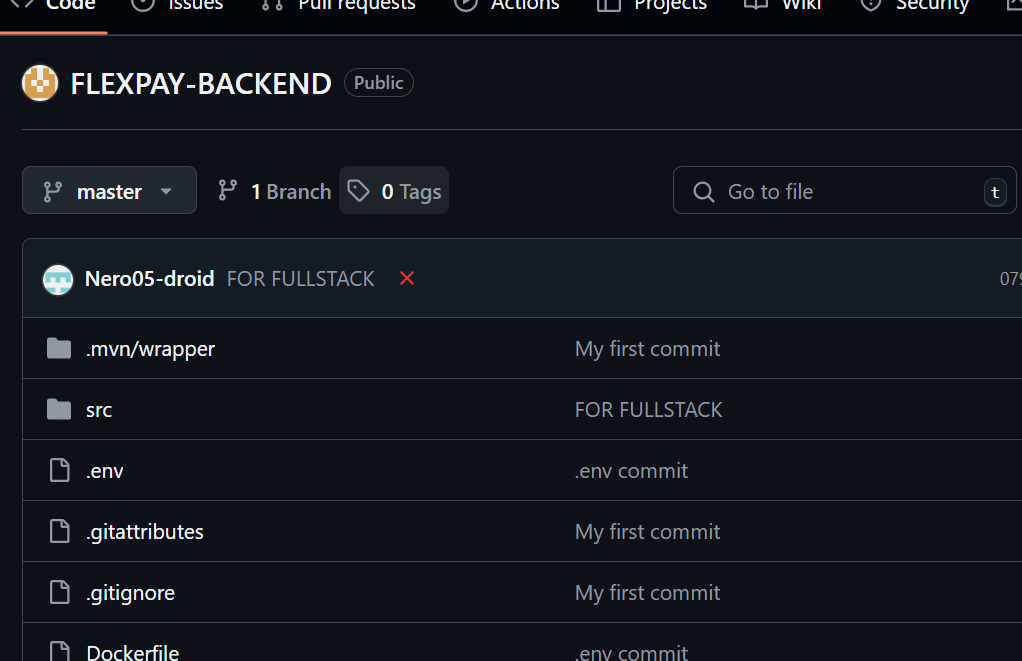 Code Issues Pull requests Actions Projects Wiki Security
FLEXPAY-BACKEND Public
master 1 Branch 0 Tags Go to file t
Nero05-droid FOR FULLSTACK 079
.mvn/wrapper My first commit
src FOR FULLSTACK
.env .env commit
.gitattributes My first commit
.gitignore My first commit
Dockerfile .env commit